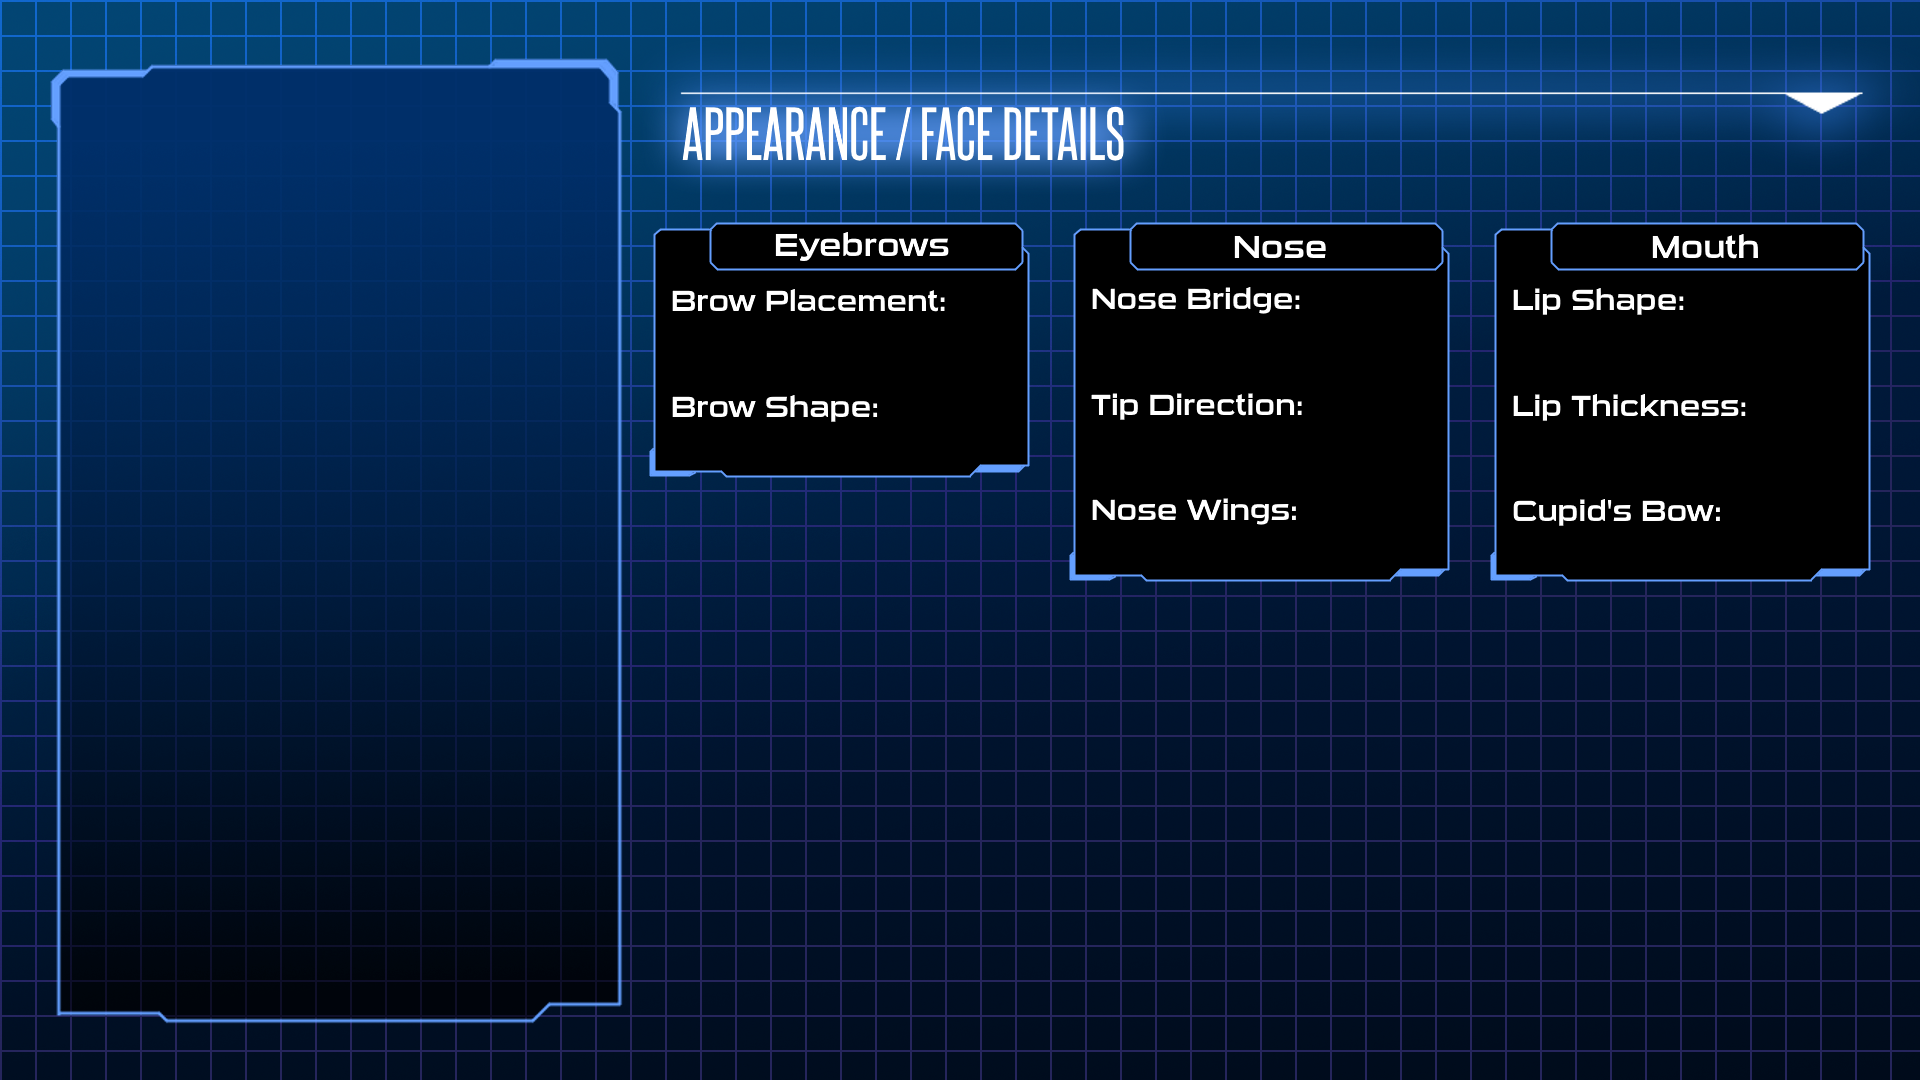 APPEARANCE / FACE DETAILS
Eyebrows
Brow Placement:
Brow Shape:
Nose
Nose Bridge:
Tip Direction:
Nose Wings:
Mouth
Lip Shape:
Lip Thickness:
Cupid's Bow: